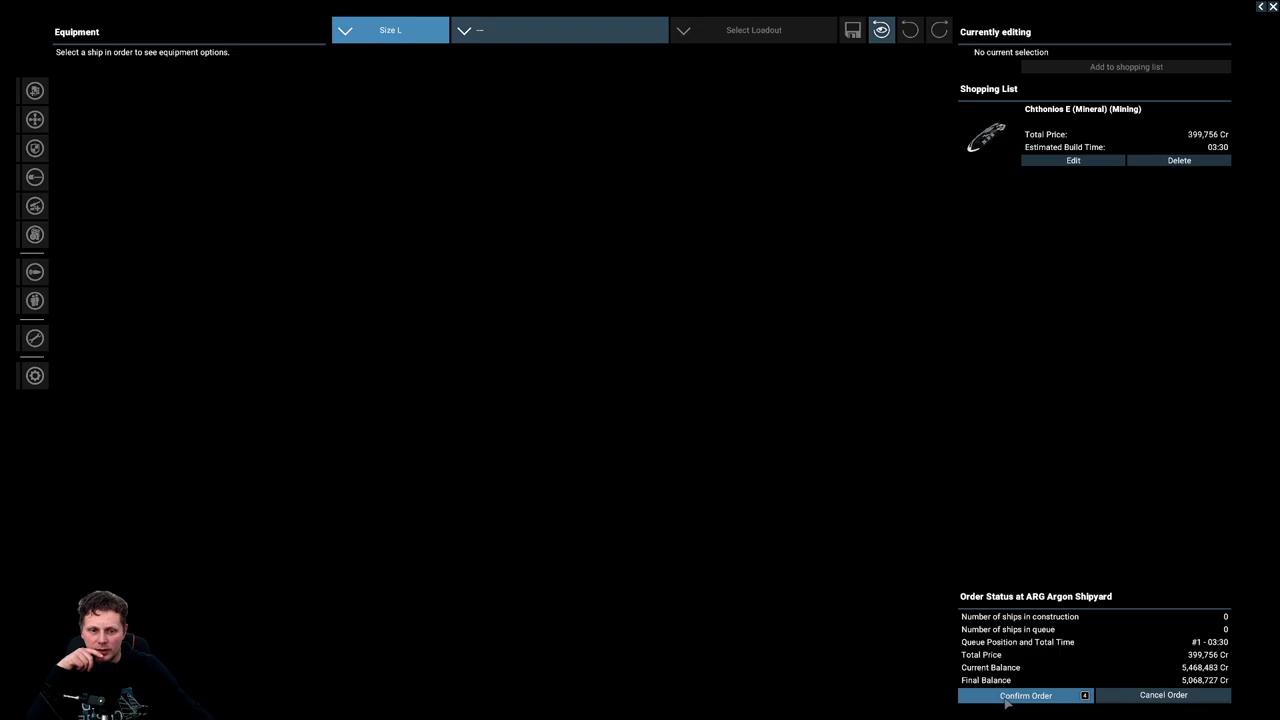 Equipment
Select a ship in order to see equipment options.
Size L
---
Select Loadout
Currently editing
No current selection
Add to shopping list
Shopping List
Chthonios E (Mineral) (Mining)
Total Price: 399,756 Cr
Estimated Build Time: 03:30
Edit Delete
Order Status at ARG Argon Shipyard
Number of ships in construction 0
Number of ships in queue 0
Queue Position and Total Time #1 - 03:30
Total Price 399,756 Cr
Current Balance 5,468,483 Cr
Final Balance 5,068,727 Cr
Confirm Order 4 Cancel Order